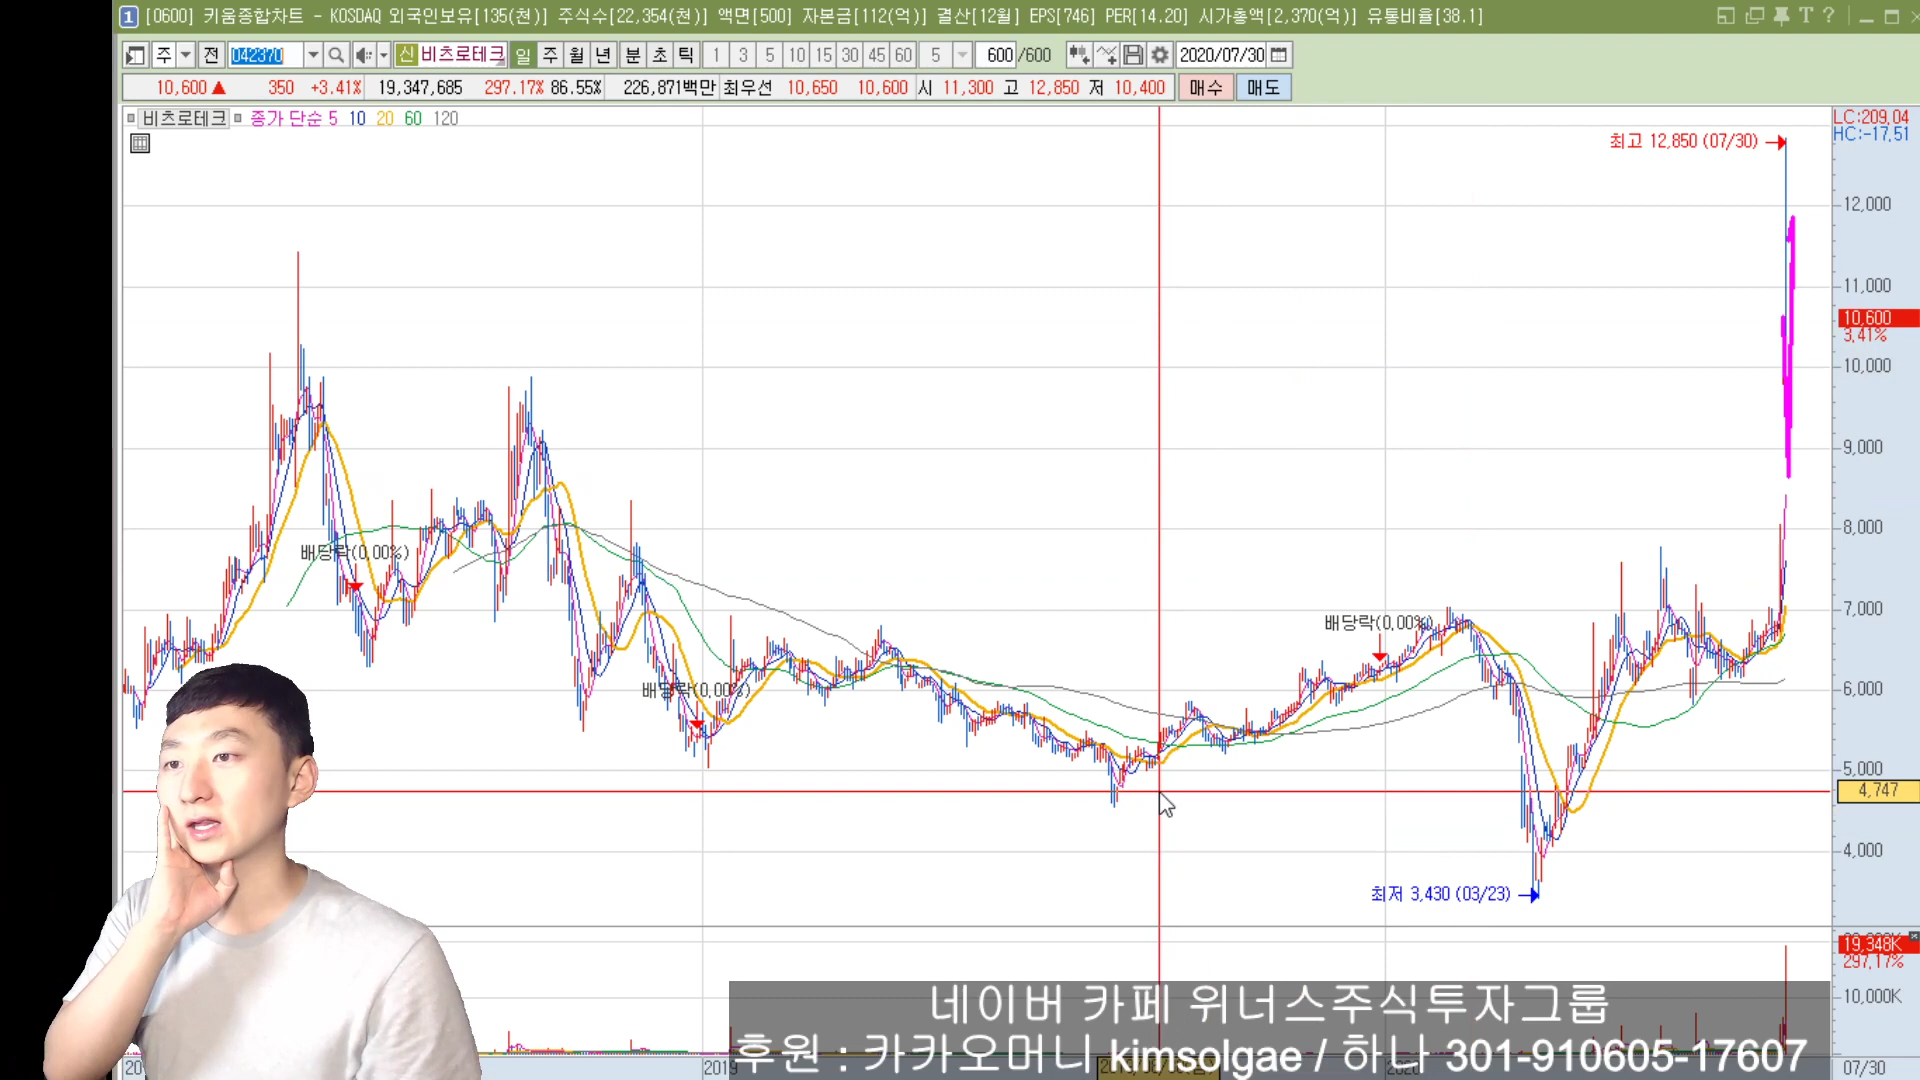 1 [0600] 키움종합차트 - KOSDAQ 외국인보유[135(천)] 주식수[22,354(천)] 액면[500] 자본금[112(억)] 결산[12월] EPS[746] PER[14.20] 시가총액[2,370(억)] 유통비율[38.1]
주 전 042370 신 비츠로테크 일 주 월 년 분 초 틱 1 3 5 10 15 30 45 60 5 600 /600 2020/07/30
10,600 ▲ 350 +3.41% 19,347,685 297.17% 86.55% 226,871백만 최우선 10,650 10,600 시 11,300 고 12,850 저 10,400 매수 매도
비츠로테크 종가 단순 5 10 20 60 120
LC:209.04
HC:-17.51
최고 12,850 (07/30)
12,000
11,000
10,600
3.41%
10,000
9,000
8,000
배당락(0.00%)
7,000
배당락(0.00%)
배당락(0.00%)
6,000
5,000
4,747
4,000
최저 3,430 (03/23)
19,348K
297.17%
10,000K
네이버 카페 위너스주식투자그룹
후원 : 카카오머니 kimsolgae / 하나 301-910605-17607
2019
07/30